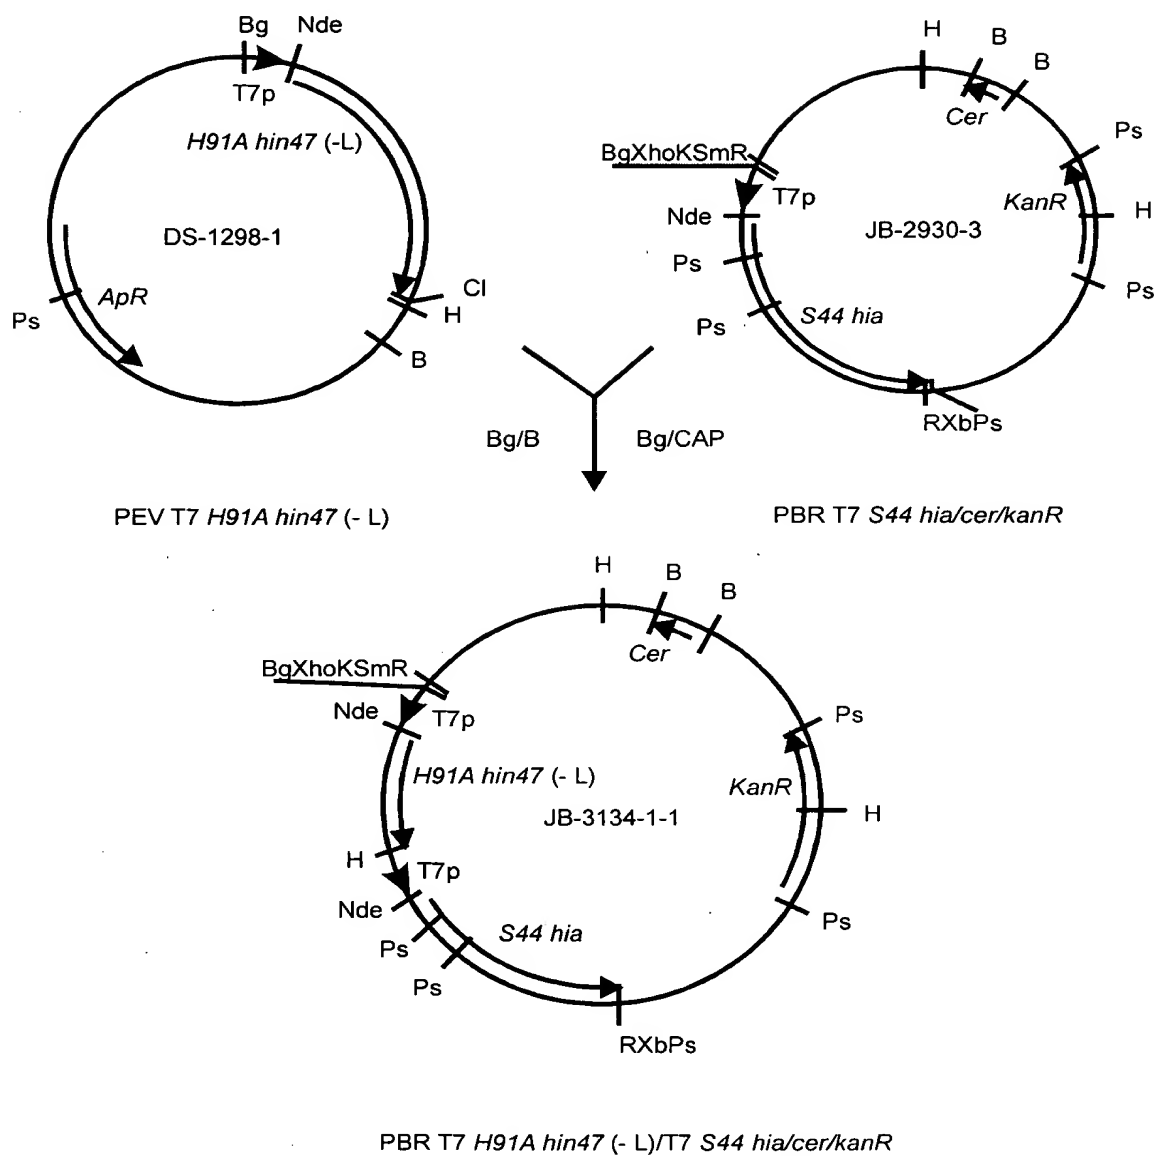 Bg Nde
T7p
H91A hin47 (-L)
DS-1298-1
ApR
Ps
Cl
H
B
H
B
B
Cer
Ps
BgXhoKSmR
T7p
KanR
H
Nde
JB-2930-3
Ps
Ps
S44 hia
Ps
RXbPs
Bg/B Bg/CAP
PEV T7 H91A hin47 (- L)
PBR T7 S44 hia/cer/kanR
H
B
B
Cer
BgXhoKSmR
Nde
T7p
Ps
H91A hin47 (- L)
KanR
JB-3134-1-1
H
H
T7p
Nde
Ps
S44 hia
Ps
Ps
RXbPs
PBR T7 H91A hin47 (- L)/T7 S44 hia/cer/kanR